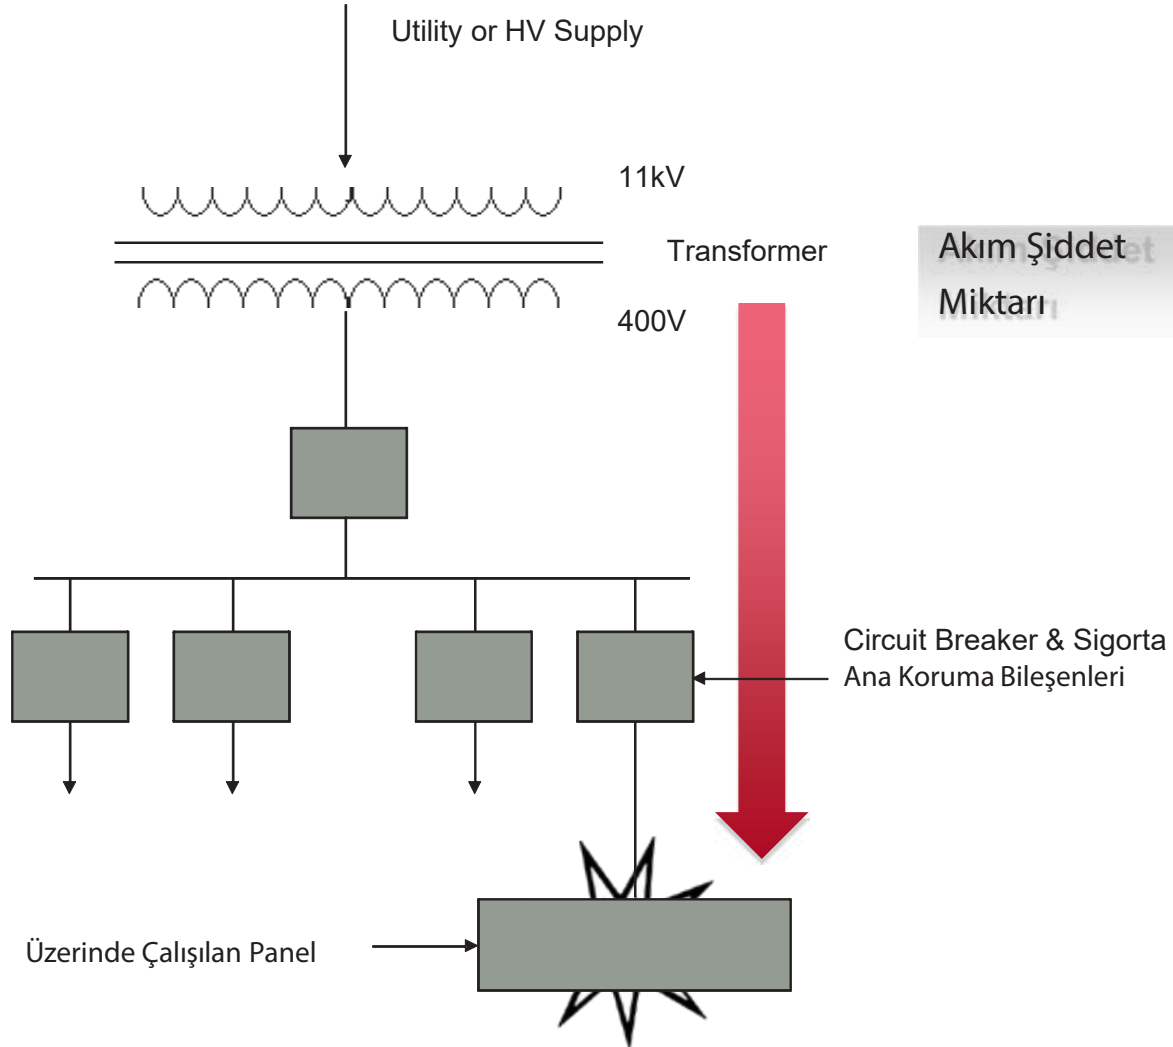 Utility or HV Supply
11kV
Transformer
Akım Şiddet
Miktarı
400V
Circuit Breaker & Sigorta
Ana Koruma Bileşenleri
Üzerinde Çalışılan Panel